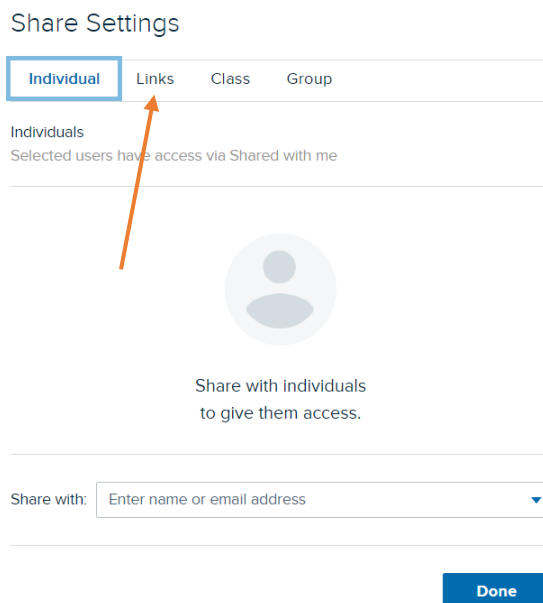 Share Settings
Individual Links Class Group
Individuals
Selected users have access via Shared with me
Share with individuals
to give them access.
Share with: Enter name or email address
Done